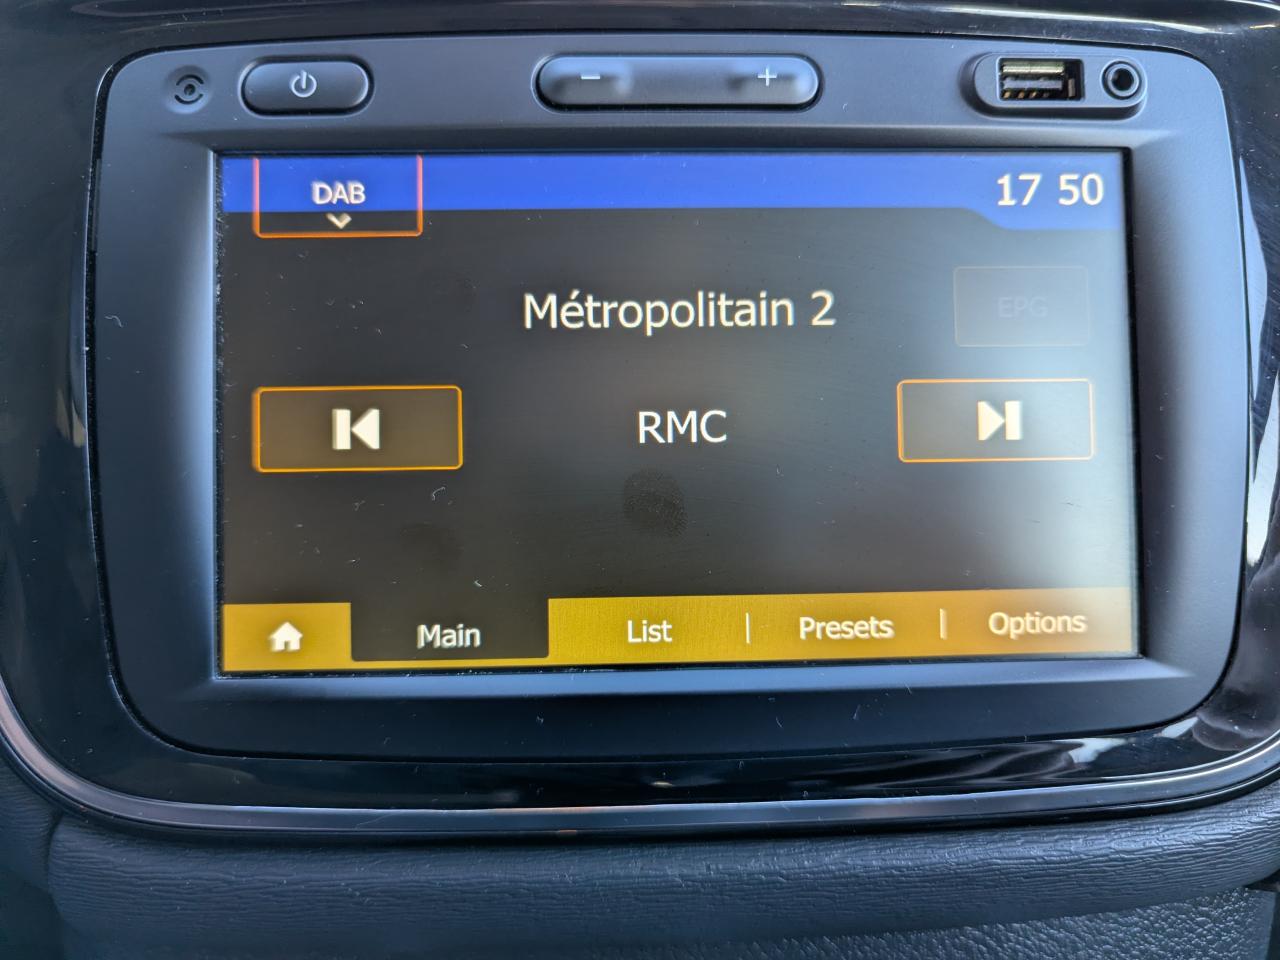 DAB
17 50
Métropolitain 2
EPG
RMC
Main
List
Presets
Options